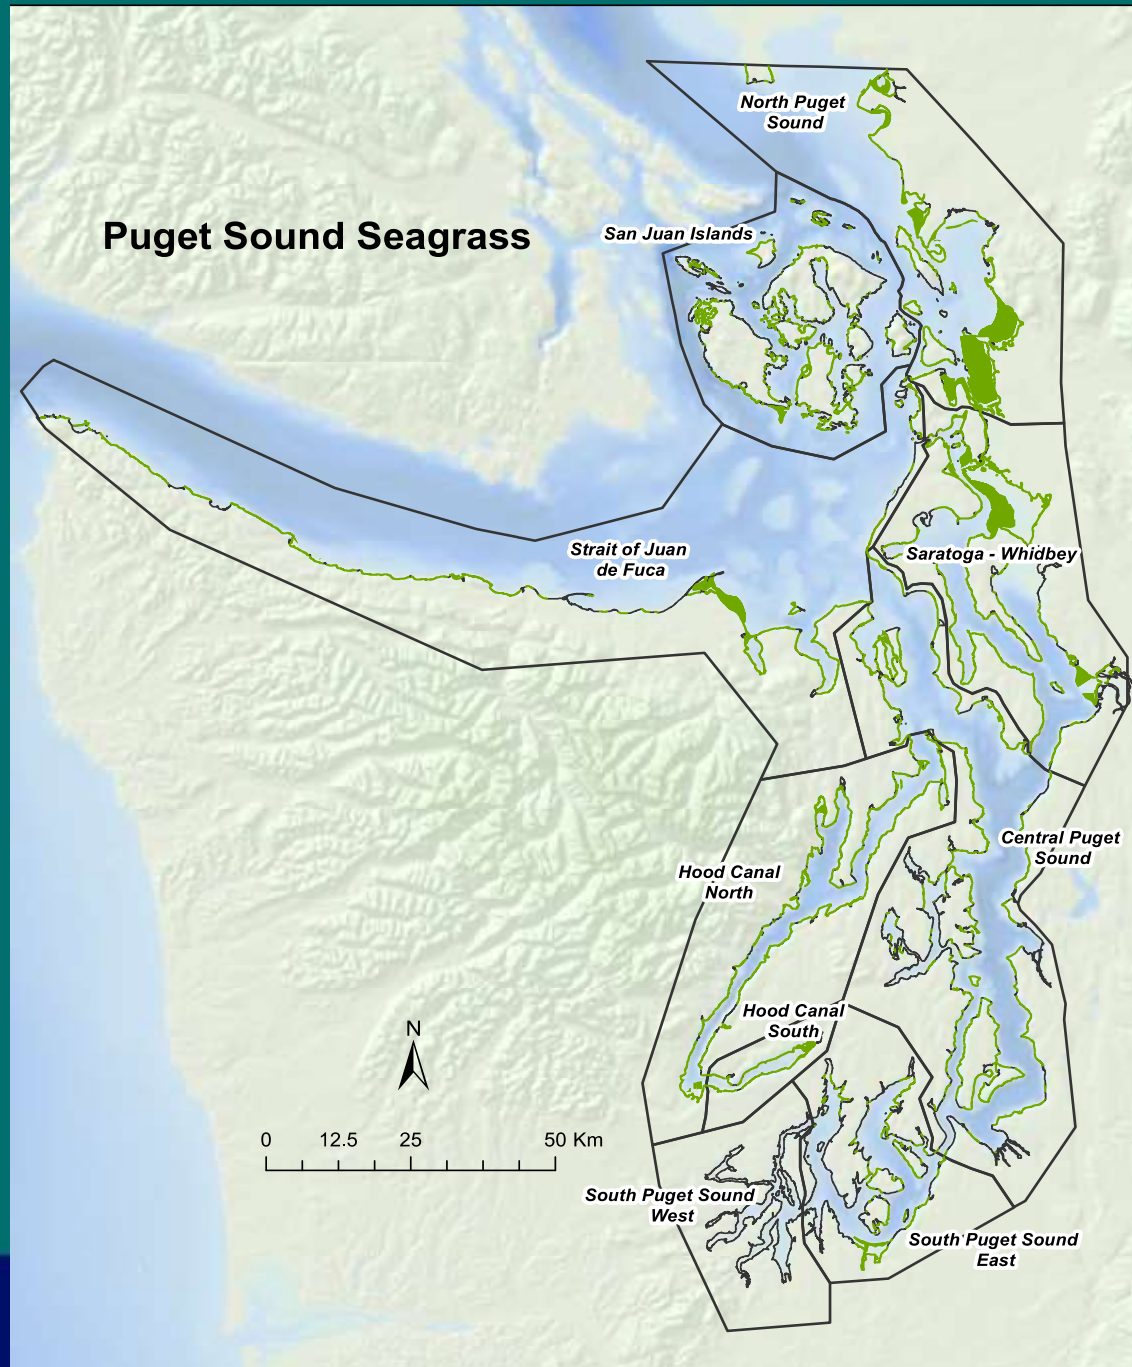 North Puget
Sound
Puget Sound Seagrass
San Juan Islands
Strait of Juan
de Fuca
Saratoga - Whidbey
Central Puget
Sound
Hood Canal
North
Hood Canal
South
N
0 12.5 25 50 Km
South Puget Sound
West
South Puget Sound
East